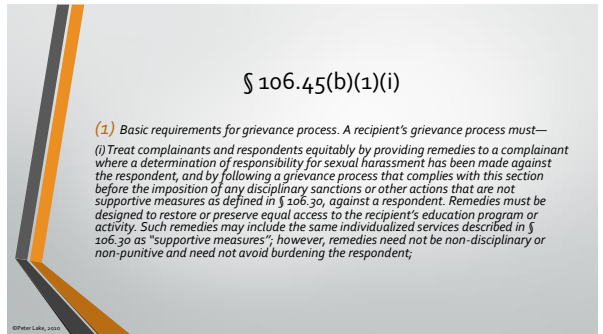 § 106.45(b)(1)(i)
(1) Basic requirements for grievance process. A recipient's grievance process must—
(i)Treat complainants and respondents equitably by providing remedies to a complainant
where a determination of responsibility for sexual harassment has been made against
the respondent, and by following a grievance process that complies with this section
before the imposition of any disciplinary sanctions or other actions that are not
supportive measures as defined in § 106.30, against a respondent. Remedies must be
designed to restore or preserve equal access to the recipient's education program or
activity. Such remedies may include the same individualized services described in §
106.30 as “supportive measures”; however, remedies need not be non-disciplinary or
non-punitive and need not avoid burdening the respondent;
©Peter Lake, 2020